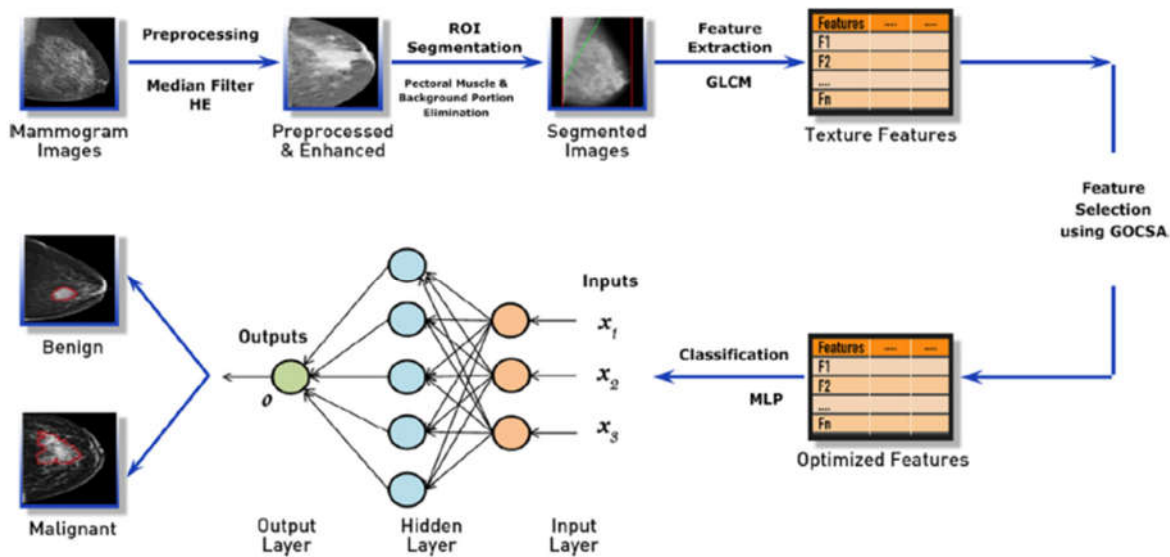 Preprocessing
Median Filter
HE
ROI
Segmentation
Pectoral Muscle &
Background Portion
Elimination
Feature
Extraction
GLCM
Features .... ....
F1
F2
....
Fn
Mammogram
Images
Preprocessed
& Enhanced
Segmented
Images
Texture Features
Feature
Selection
using GOCSA
Benign
Malignant
Outputs
o
Inputs
x1
x2
x3
Output
Layer
Hidden
Layer
Input
Layer
Classification
MLP
Features .... ....
F1
F2
....
Fn
Optimized Features